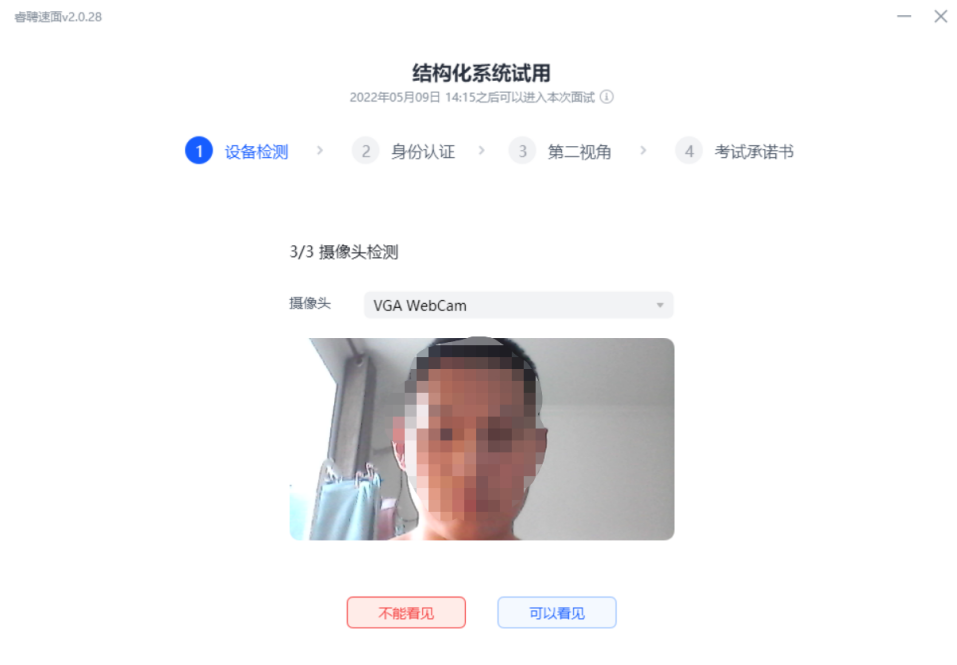 睿聘速面v2.0.28
结构化系统试用
2022年05月09日 14:15之后可以进入本次面试
1 设备检测 2 身份认证 3 第二视角 4 考试承诺书
3/3 摄像头检测
摄像头 VGA WebCam
不能看见 可以看见